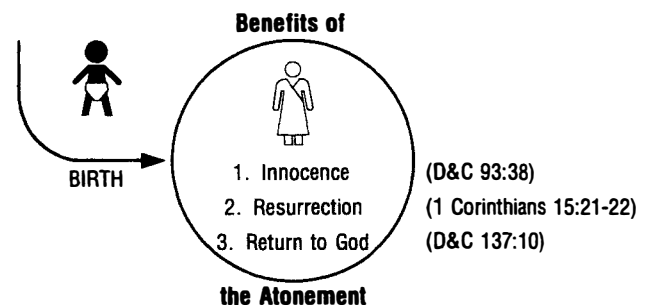 Benefits of
BIRTH
1. Innocence (D&C 93:38)
2. Resurrection (1 Corinthians 15:21-22)
3. Return to God (D&C 137:10)
the Atonement